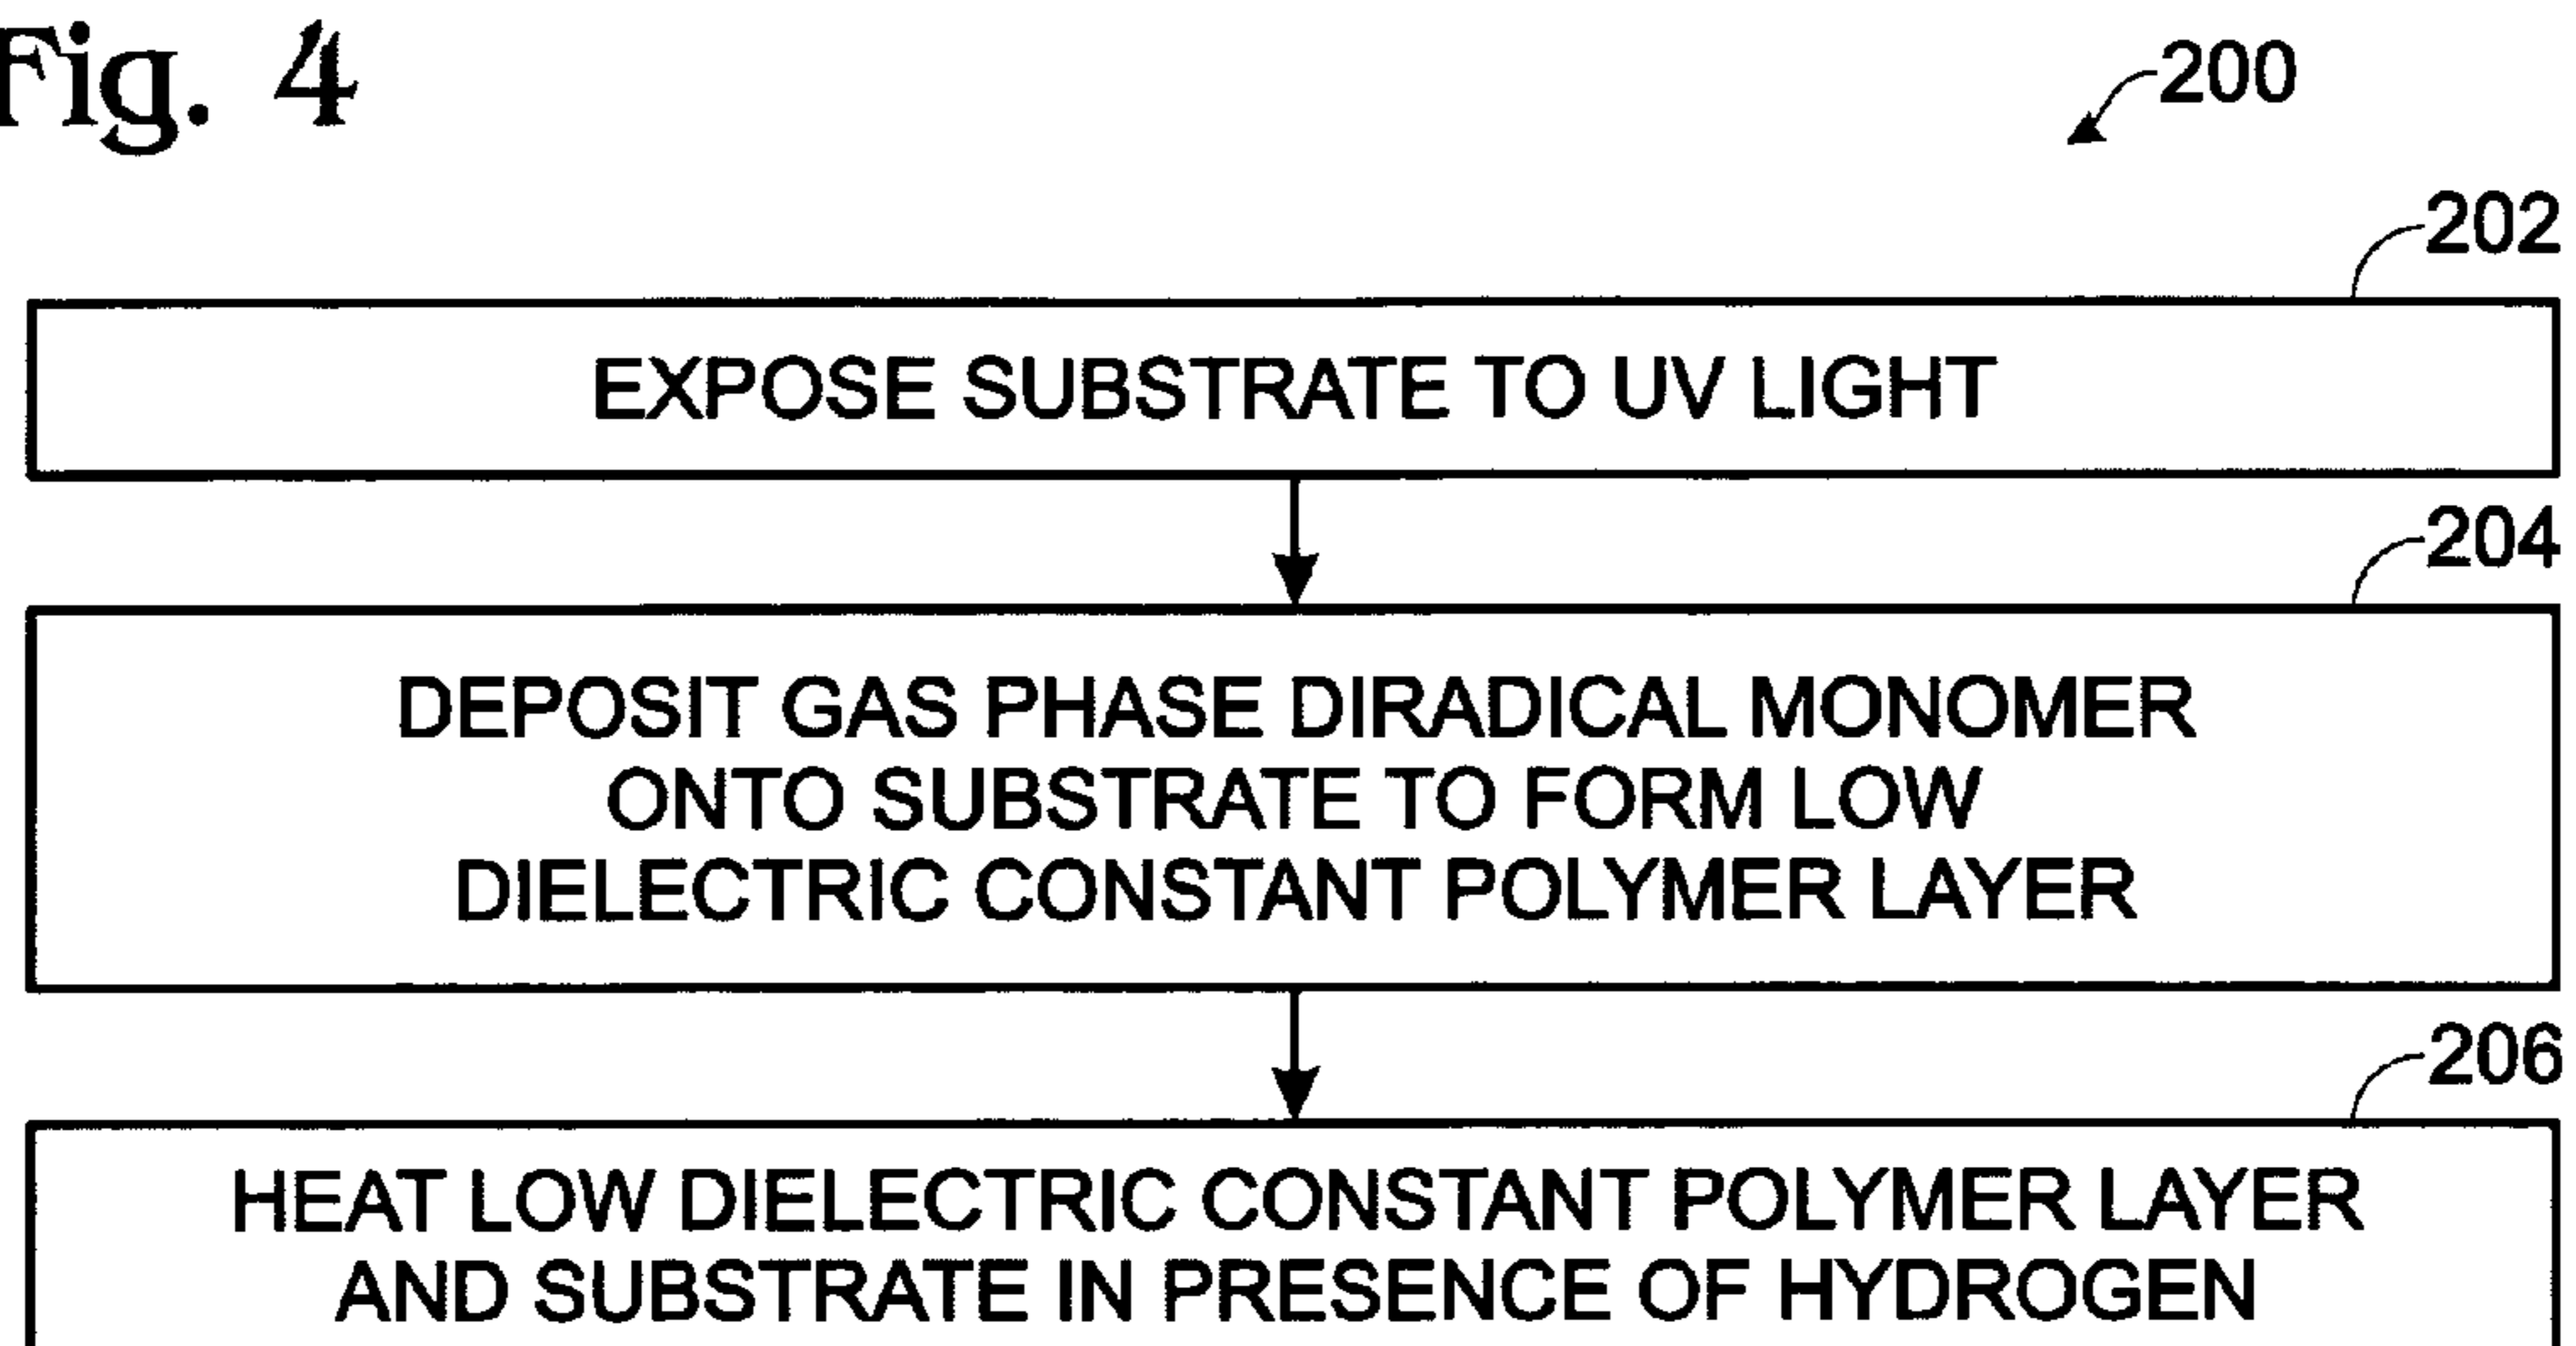 Fig. 4
200
202
EXPOSE SUBSTRATE TO UV LIGHT
204
DEPOSIT GAS PHASE DIRADICAL MONOMER
ONTO SUBSTRATE TO FORM LOW
DIELECTRIC CONSTANT POLYMER LAYER
206
HEAT LOW DIELECTRIC CONSTANT POLYMER LAYER
AND SUBSTRATE IN PRESENCE OF HYDROGEN